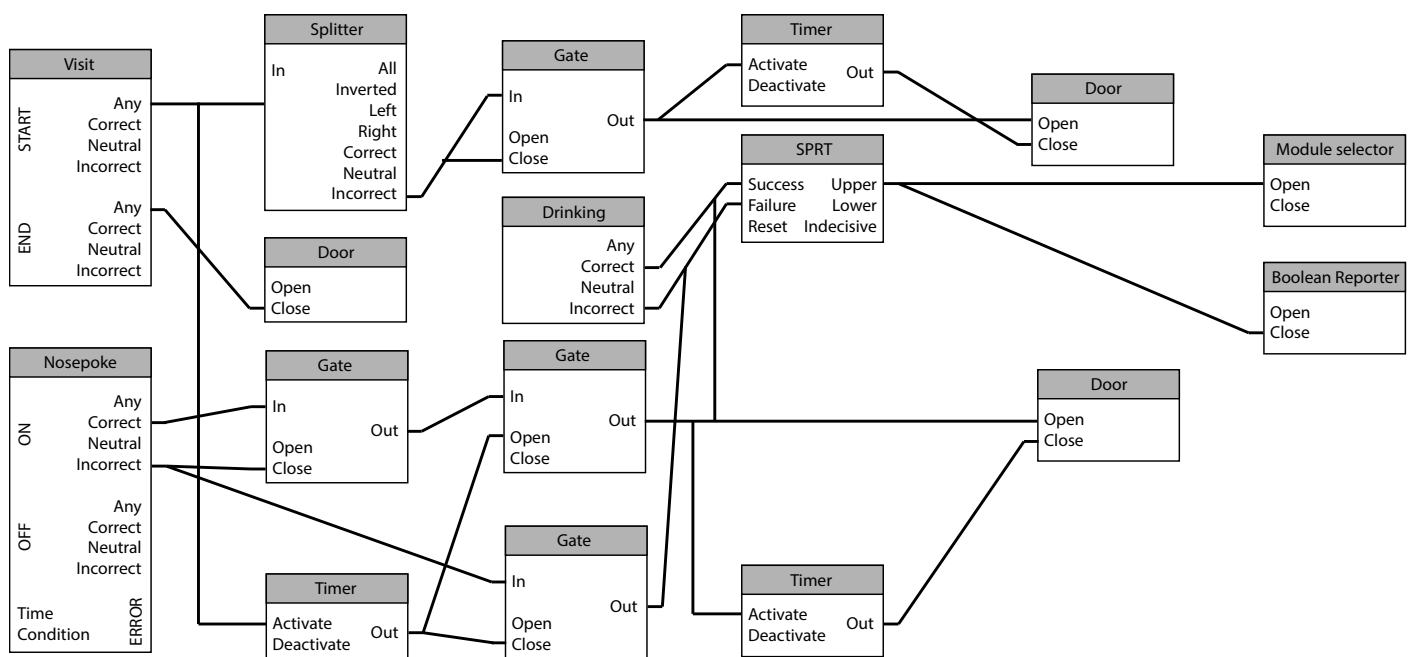 Visit
START
Any
Correct
Neutral
Incorrect
END
Any
Correct
Neutral
Incorrect
Splitter
In
All
Inverted
Left
Right
Correct
Neutral
Incorrect
Door
Open
Close
Gate
In
Out
Open
Close
Timer
Activate
Deactivate
Out
Door
Open
Close
SPRT
Success Upper
Failure Lower
Reset Indecisive
Drinking
Any
Correct
Neutral
Incorrect
Module selector
Open
Close
Boolean Reporter
Open
Close
Nosepoke
ON
Any
Correct
Neutral
Incorrect
OFF
Any
Correct
Neutral
Incorrect
Time
Condition
ERROR
Gate
In
Out
Open
Close
Timer
Activate
Deactivate
Out
Gate
In
Out
Open
Close
Gate
In
Out
Open
Close
Timer
Activate
Deactivate
Out
Door
Open
Close